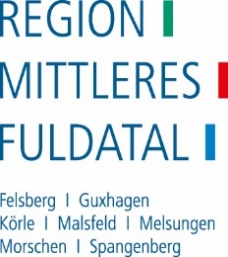 REGION
MITTLERES
FULDATAL
Felsberg I Guxhagen
Körle I Malsfeld I Melsungen
Morschen I Spangenberg